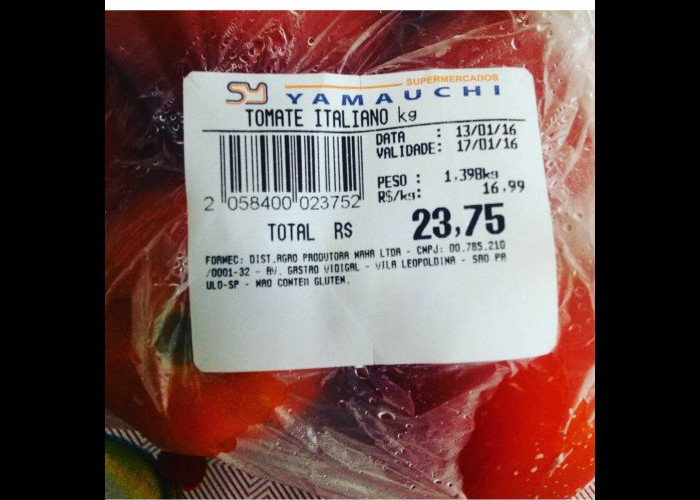 SY SUPERMERCADOS
YAMAUCHI
TOMATE ITALIANO kg
DATA : 13/01/16
VALIDADE: 17/01/16
PESO : 1,398kg
R$/kg: 16,99
2 058400 023752
TOTAL R$ 23,75
FORNEC: DIST.AGRO PRODUTORA NAHA LTDA - CNPJ: 00.785.210
/0001-32 - AV. GASTAO VIDIGAL - VILA LEOPOLDINA - SAO PA
ULO-SP - NAO CONTEM GLUTEN.